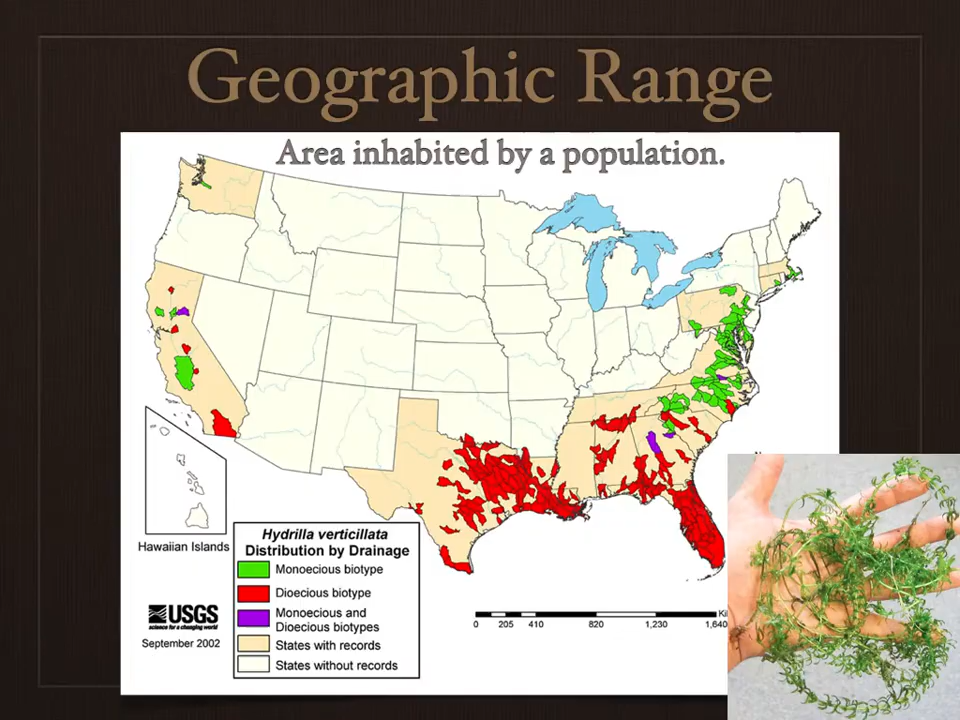 Geographic Range
Area inhabited by a population.
Hawaiian Islands
USGS
science for a changing world
September 2002
Hydrilla verticillata
Distribution by Drainage
Monoecious biotype
Dioecious biotype
Monoecious and
Dioecious biotypes
States with records
States without records
Ki
0 205 410 820 1,230 1,640